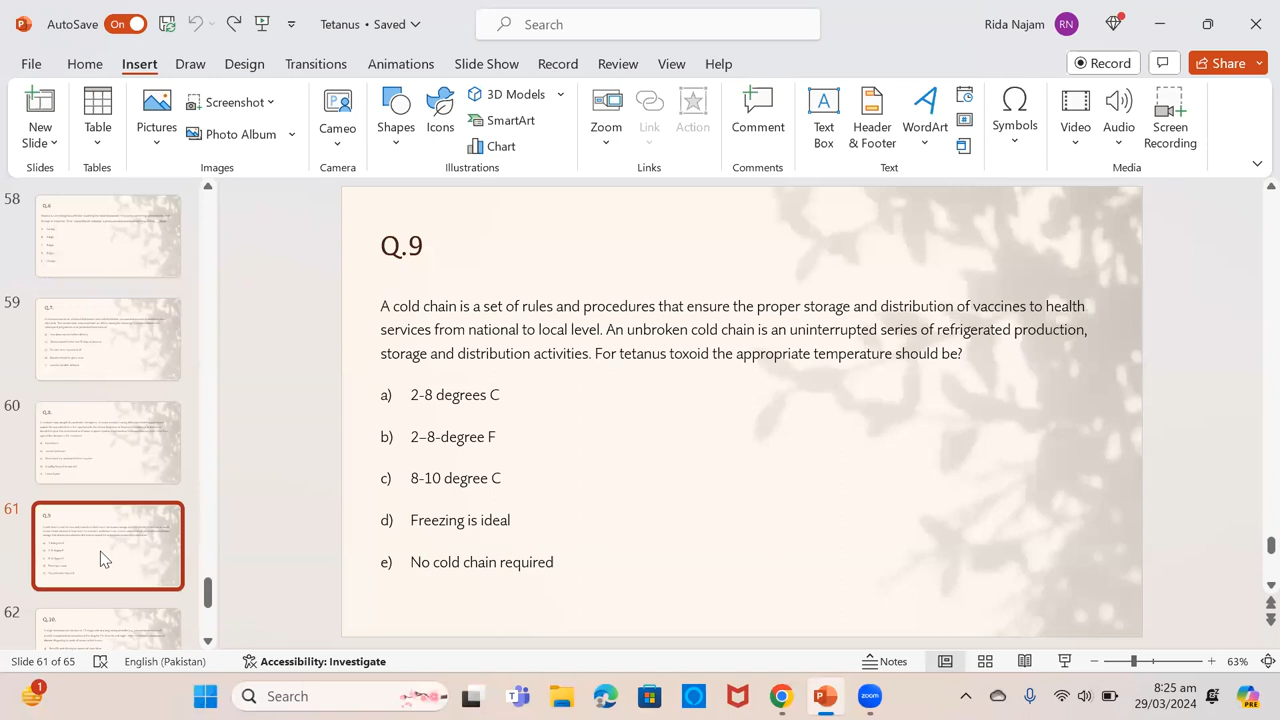 AutoSave On Tetanus • Saved Search Rida Najam RN
File Home Insert Draw Design Transitions Animations Slide Show Record Review View Help Record Share
New Slide
Table
Pictures
Screenshot
Photo Album
Cameo
Shapes
Icons
3D Models
SmartArt
Chart
Zoom
Link
Action
Comment
Text Box
Header & Footer
WordArt
Symbols
Video
Audio
Screen Recording
Slides Tables Images Camera Illustrations Links Comments Text Media
58
59
60
61
62
Q.9
A cold chain is a set of rules and procedures that ensure the proper storage and distribution of vaccines to health
services from national to local level. An unbroken cold chain is an uninterrupted series of refrigerated production,
storage and distribution activities. For tetanus toxoid the appropriate temperature should be?
a) 2-8 degrees C
b) 2–8-degree F
c) 8-10 degree C
d) Freezing is ideal
e) No cold chain required
Slide 61 of 65 English (Pakistan) Accessibility: Investigate Notes 63%
1 Search zoom 8:25 am
29/03/2024 PRE